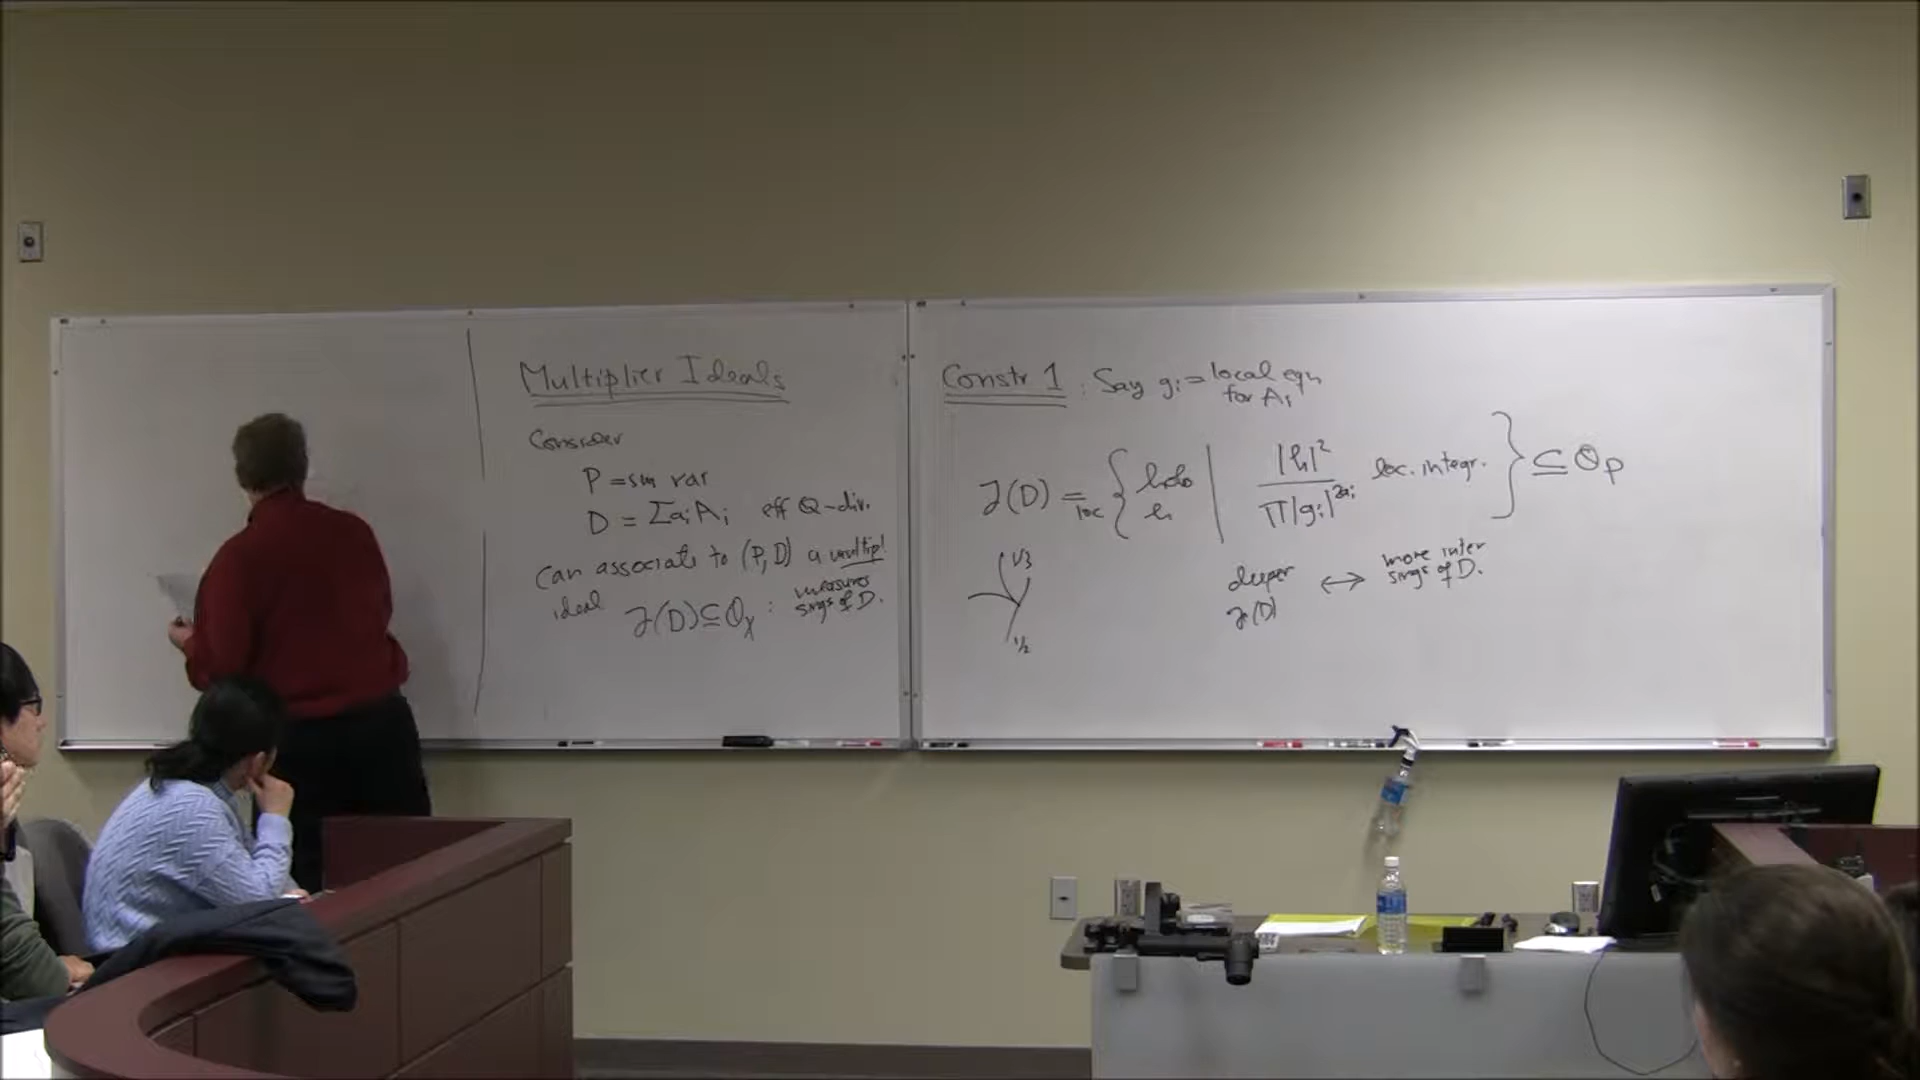 Multiplier Ideals
Consider
P = sm var
D = Σ aᵢ Aᵢ eff Q-div.
Can associate to (P, D) a multipl
ideal J(D) ⊆ O_X : measures sings of D.
Constr 1 : Say gᵢ = local eqn for Aᵢ
J(D) =_loc { holo h | |h|² / Π|gᵢ|^{2aᵢ} loc. integr. } ⊆ O_P
1/3
1/2
deeper J(D) ↔ more inter sings of D.